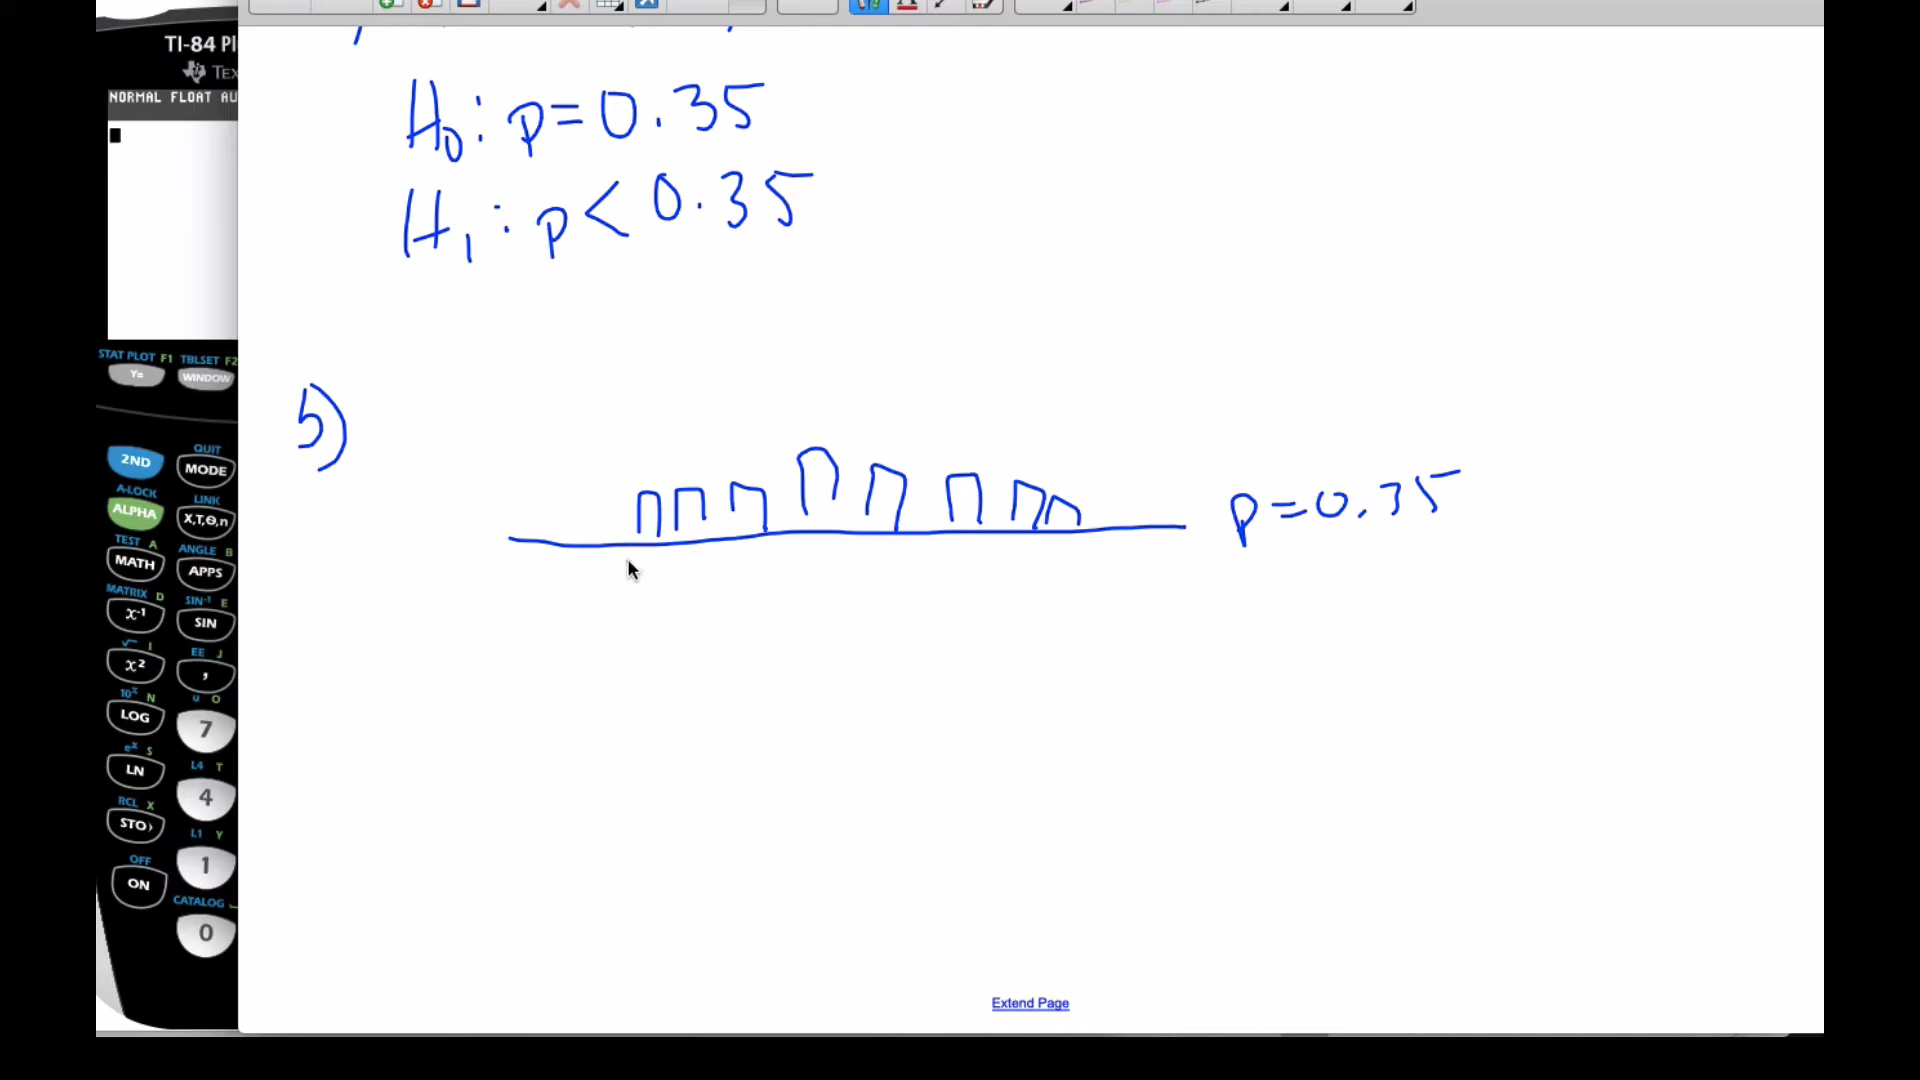 TI-84 Pl
TEX
NORMAL FLOAT AU
H₀: p=0.35
H₁: p<0.35
STAT PLOT F1 TBLSET F2
Y= WINDOW
b)
p=0.35
QUIT
2ND MODE
A-LOCK LINK
ALPHA X,T,Θ,n
TEST A ANGLE B
MATH APPS
MATRIX D SIN⁻¹ E
x⁻¹ SIN
√ I EE J
x² ,
10ˣ N u O
LOG 7
eˣ S L4 T
LN 4
RCL X L1 Y
STO› 1
OFF
ON
CATALOG
0
Extend Page